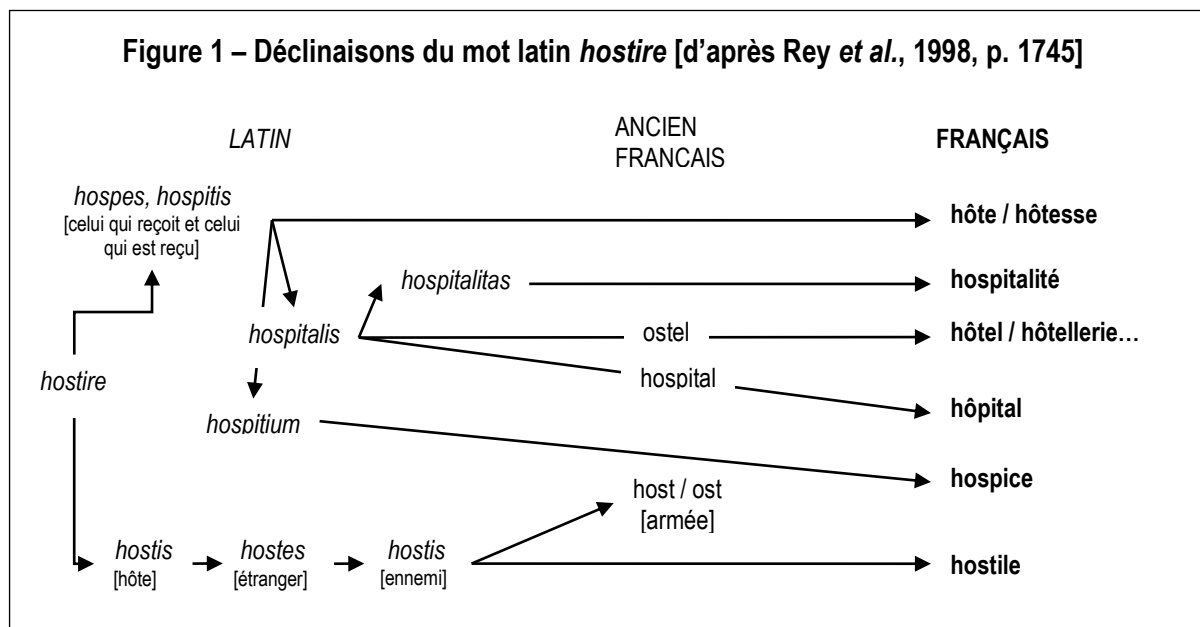 Figure 1 – Déclinaisons du mot latin hostire [d'après Rey et al., 1998, p. 1745]
LATIN
ANCIEN
FRANCAIS
FRANÇAIS
hospes, hospitis
[celui qui reçoit et celui
qui est reçu]
hôte / hôtesse
hospitalitas
hospitalité
hospitalis
ostel
hôtel / hôtellerie…
hostire
hospital
hôpital
hospitium
hospice
host / ost
[armée]
hostis
[hôte]
hostes
[étranger]
hostis
[ennemi]
hostile